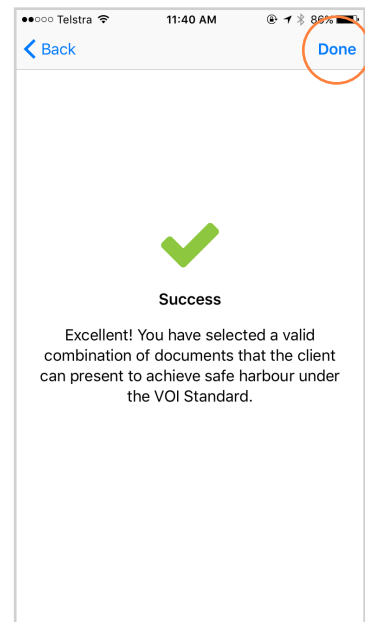 Telstra 11:40 AM 86%
Back Done
Success
Excellent! You have selected a valid
combination of documents that the client
can present to achieve safe harbour under
the VOI Standard.